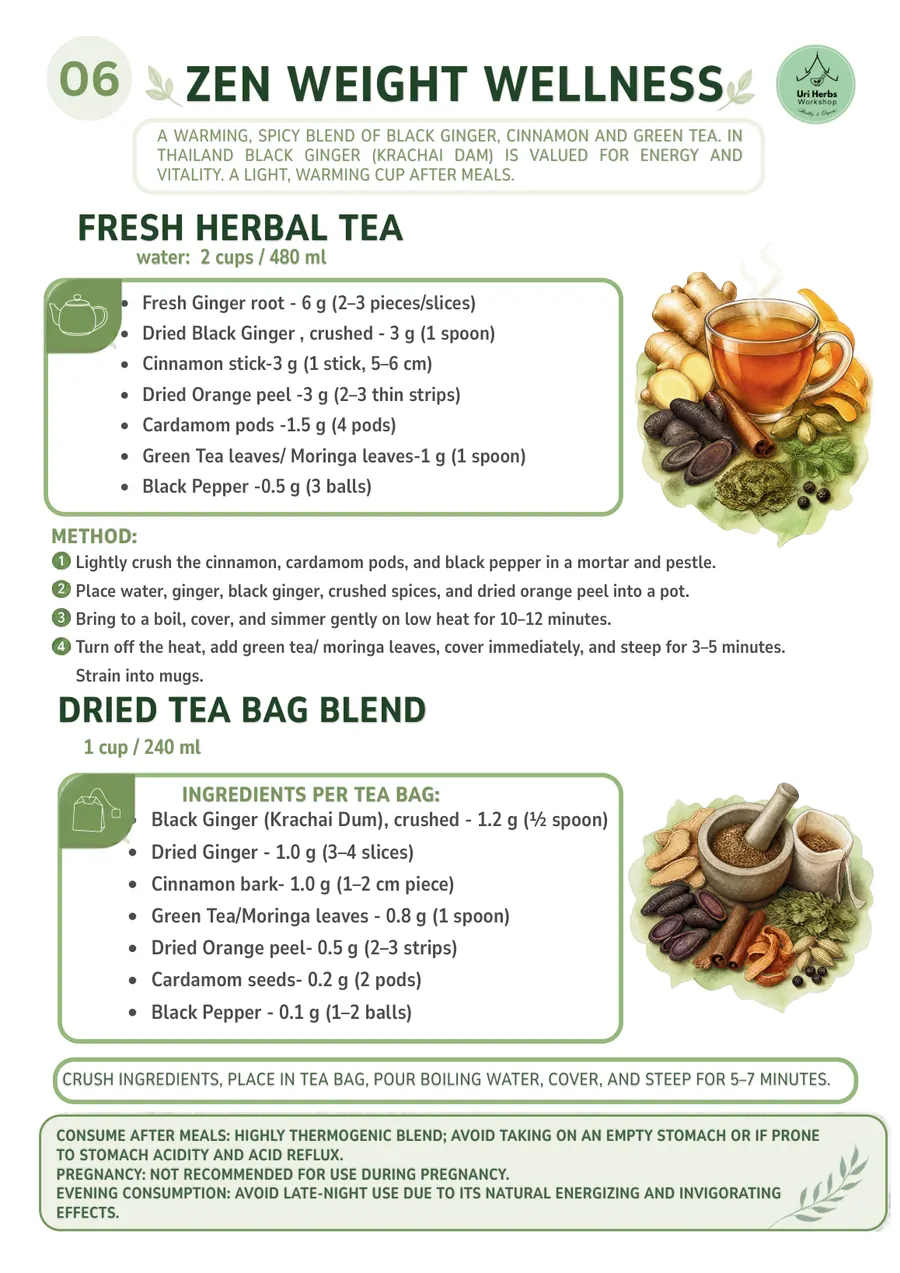 06
ZEN WEIGHT WELLNESS
Uri Herbs
Workshop
Healthy & Organic
A WARMING, SPICY BLEND OF BLACK GINGER, CINNAMON AND GREEN TEA. IN
THAILAND BLACK GINGER (KRACHAI DAM) IS VALUED FOR ENERGY AND
VITALITY. A LIGHT, WARMING CUP AFTER MEALS.
FRESH HERBAL TEA
water: 2 cups / 480 ml
• Fresh Ginger root - 6 g (2–3 pieces/slices)
• Dried Black Ginger , crushed - 3 g (1 spoon)
• Cinnamon stick-3 g (1 stick, 5–6 cm)
• Dried Orange peel -3 g (2–3 thin strips)
• Cardamom pods -1.5 g (4 pods)
• Green Tea leaves/ Moringa leaves-1 g (1 spoon)
• Black Pepper -0.5 g (3 balls)
METHOD:
1 Lightly crush the cinnamon, cardamom pods, and black pepper in a mortar and pestle.
2 Place water, ginger, black ginger, crushed spices, and dried orange peel into a pot.
3 Bring to a boil, cover, and simmer gently on low heat for 10–12 minutes.
4 Turn off the heat, add green tea/ moringa leaves, cover immediately, and steep for 3–5 minutes.
Strain into mugs.
DRIED TEA BAG BLEND
1 cup / 240 ml
INGREDIENTS PER TEA BAG:
• Black Ginger (Krachai Dum), crushed - 1.2 g (½ spoon)
• Dried Ginger - 1.0 g (3–4 slices)
• Cinnamon bark- 1.0 g (1–2 cm piece)
• Green Tea/Moringa leaves - 0.8 g (1 spoon)
• Dried Orange peel- 0.5 g (2–3 strips)
• Cardamom seeds- 0.2 g (2 pods)
• Black Pepper - 0.1 g (1–2 balls)
CRUSH INGREDIENTS, PLACE IN TEA BAG, POUR BOILING WATER, COVER, AND STEEP FOR 5–7 MINUTES.
CONSUME AFTER MEALS: HIGHLY THERMOGENIC BLEND; AVOID TAKING ON AN EMPTY STOMACH OR IF PRONE
TO STOMACH ACIDITY AND ACID REFLUX.
PREGNANCY: NOT RECOMMENDED FOR USE DURING PREGNANCY.
EVENING CONSUMPTION: AVOID LATE-NIGHT USE DUE TO ITS NATURAL ENERGIZING AND INVIGORATING
EFFECTS.